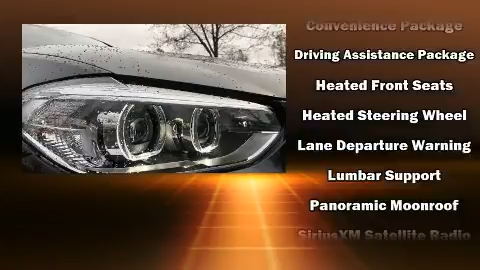 Convenience Package
Driving Assistance Package
Heated Front Seats
Heated Steering Wheel
Lane Departure Warning
Lumbar Support
Panoramic Moonroof
SiriusXM Satellite Radio